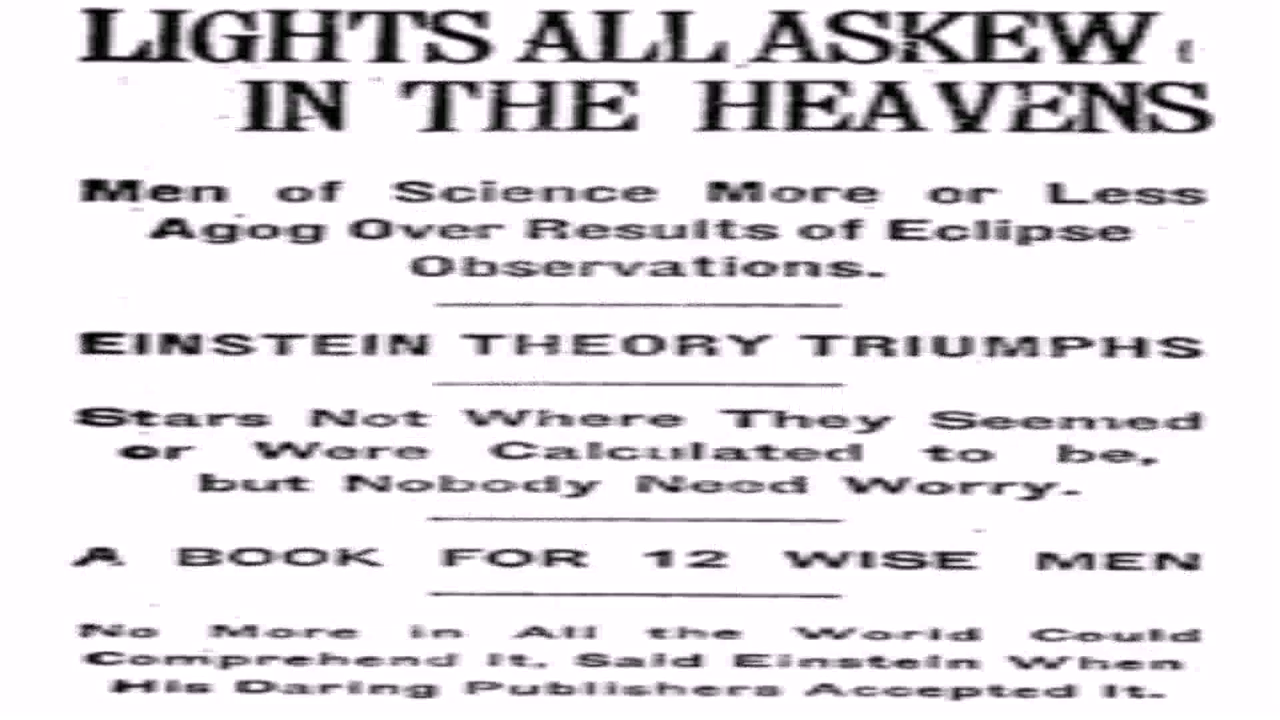 LIGHTS ALL ASKEW
IN THE HEAVENS
Men of Science More or Less
Agog Over Results of Eclipse
Observations.
EINSTEIN THEORY TRIUMPHS
Stars Not Where They Seemed
or Were Calculated to be,
but Nobody Need Worry.
A BOOK FOR 12 WISE MEN
No More in All the World Could
Comprehend It, Said Einstein When
His Daring Publishers Accepted It.